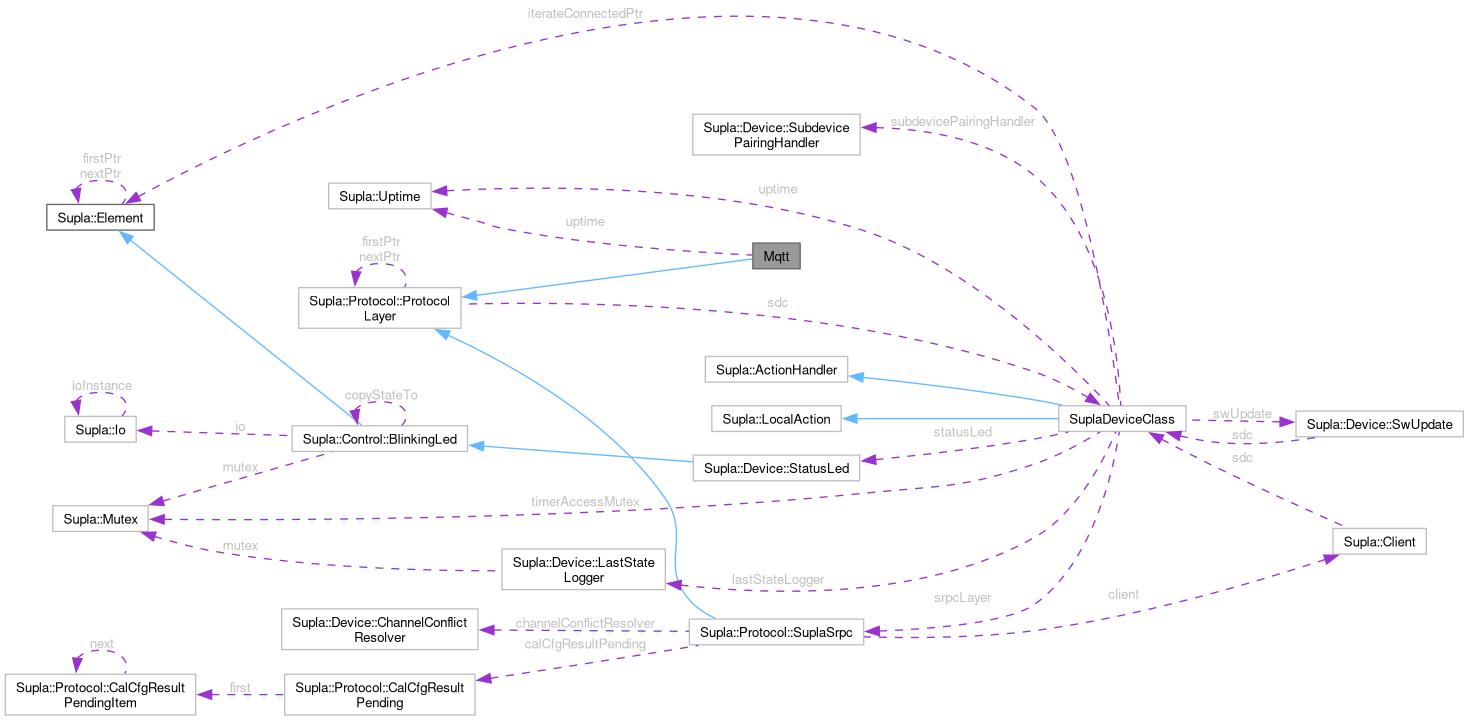 iterateConnectedPtr
Supla::Device::Subdevice
PairingHandler
subdevicePairingHandler
firstPtr
nextPtr
Supla::Element
Supla::Uptime
uptime
uptime
Mqtt
firstPtr
nextPtr
Supla::Protocol::Protocol
Layer
sdc
Supla::ActionHandler
ioInstance
Supla::Io
io
copyStateTo
Supla::Control::BlinkingLed
Supla::LocalAction
SuplaDeviceClass
swUpdate
sdc
Supla::Device::SwUpdate
statusLed
sdc
Supla::Device::StatusLed
mutex
timerAccessMutex
Supla::Mutex
mutex
Supla::Client
Supla::Device::LastState
Logger
lastStateLogger
srpcLayer
client
Supla::Device::ChannelConflict
Resolver
channelConflictResolver
Supla::Protocol::SuplaSrpc
calCfgResultPending
next
Supla::Protocol::CalCfgResult
PendingItem
first
Supla::Protocol::CalCfgResult
Pending